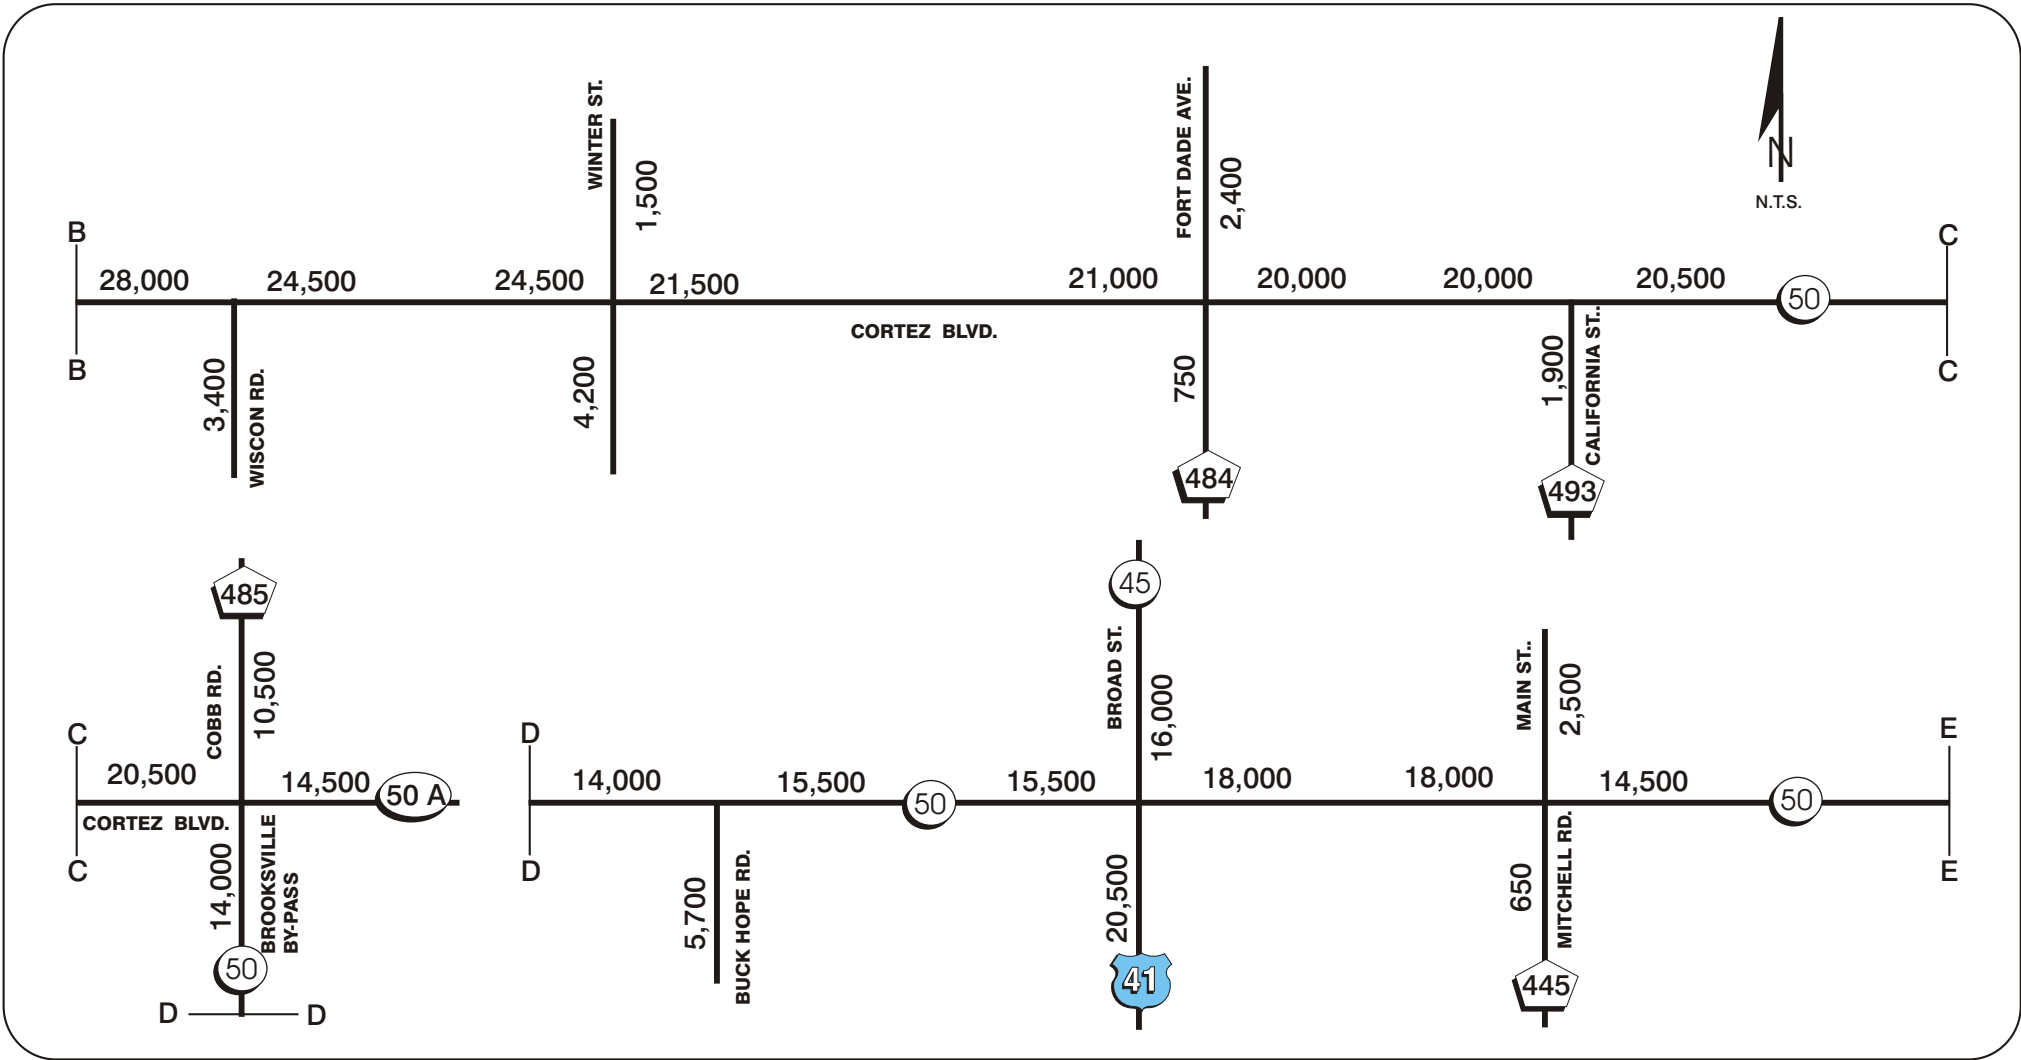 N
N.T.S.
WINTER ST.
1,500
FORT DADE AVE.
2,400
B
C
28,000
24,500
24,500
21,500
21,000
20,000
20,000
20,500
50
CORTEZ BLVD.
B
C
3,400
WISCON RD.
4,200
750
484
1,900
CALIFORNIA ST..
493
485
COBB RD.
10,500
C
20,500
14,500
50 A
CORTEZ BLVD.
C
14,000
BROOKSVILLE
BY-PASS
50
D
D
45
BROAD ST.
16,000
MAIN ST..
2,500
D
E
14,000
15,500
50
15,500
18,000
18,000
14,500
50
D
E
5,700
BUCK HOPE RD.
20,500
41
650
MITCHELL RD.
445